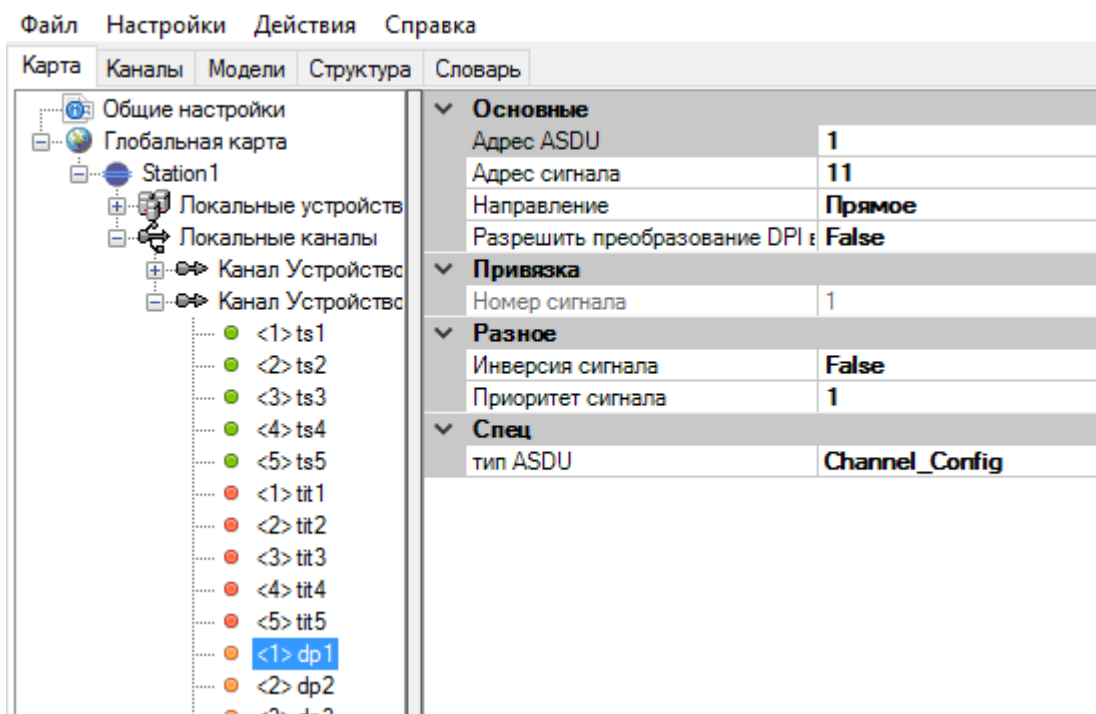 Файл Настройки Действия Справка
Карта Каналы Модели Структура Словарь
Общие настройки
Глобальная карта
Station1
Локальные устройств
Локальные каналы
Канал Устройство
Канал Устройство
<1> ts1
<2> ts2
<3> ts3
<4> ts4
<5> ts5
<1> tit1
<2> tit2
<3> tit3
<4> tit4
<5> tit5
<1> dp1
<2> dp2
Основные
Адрес ASDU 1
Адрес сигнала 11
Направление Прямое
Разрешить преобразование DPI в False
Привязка
Номер сигнала 1
Разное
Инверсия сигнала False
Приоритет сигнала 1
Спец
тип ASDU Channel_Config